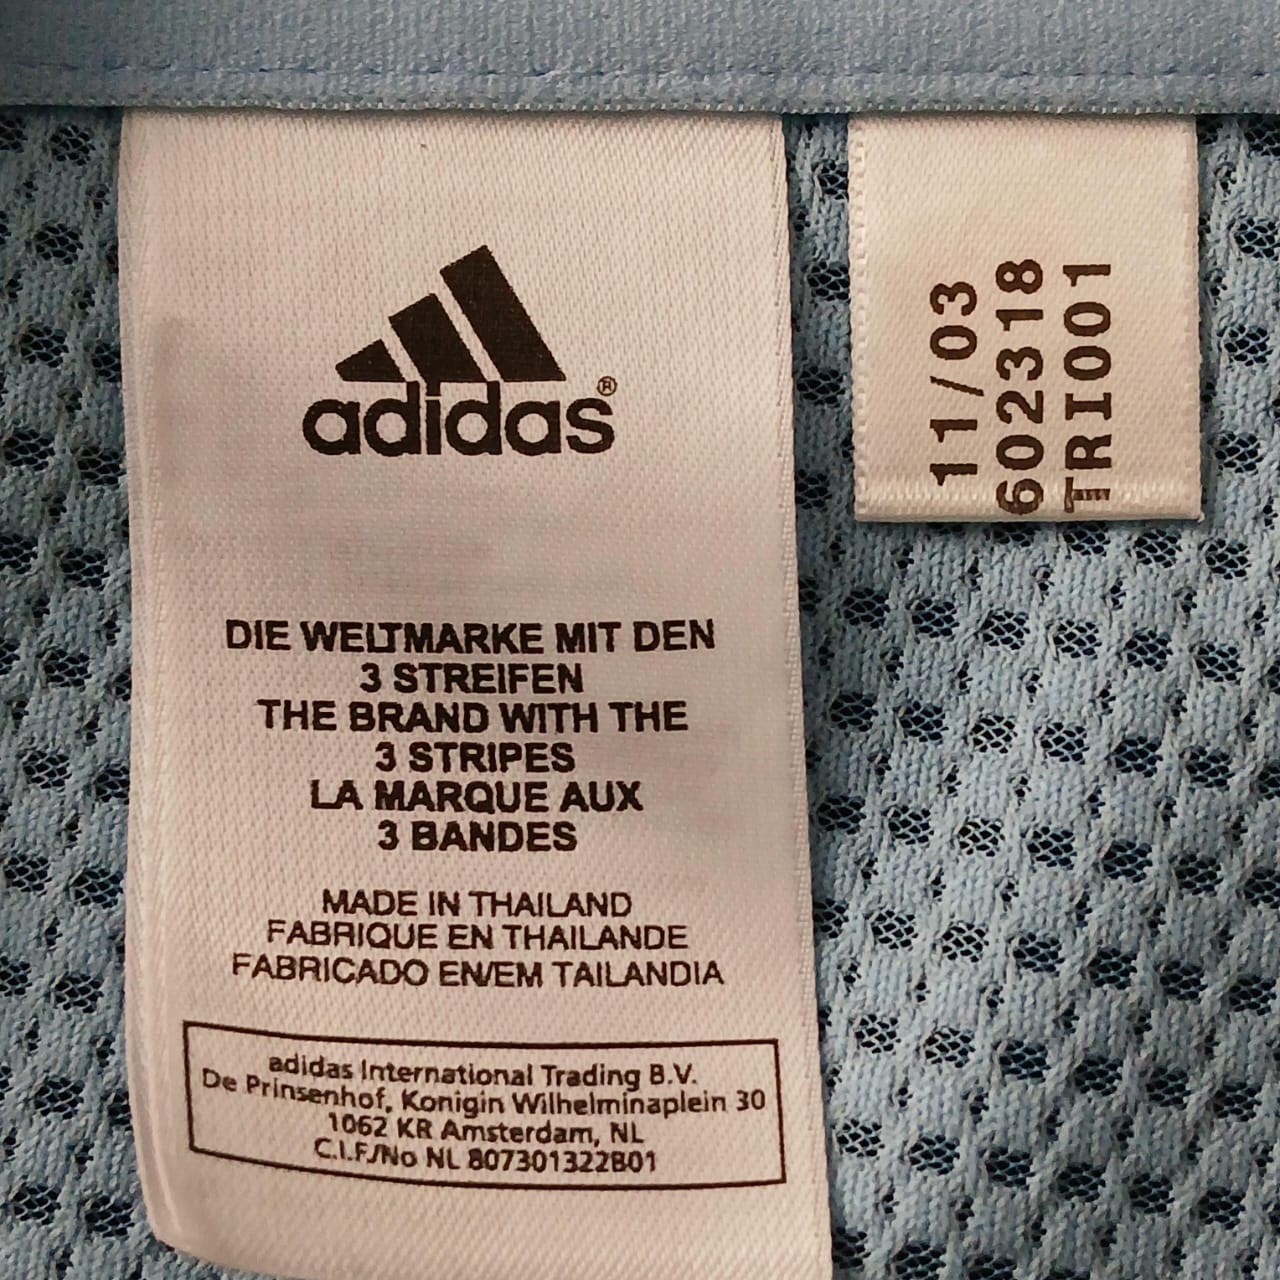 adidas®
DIE WELTMARKE MIT DEN
3 STREIFEN
THE BRAND WITH THE
3 STRIPES
LA MARQUE AUX
3 BANDES
MADE IN THAILAND
FABRIQUE EN THAILANDE
FABRICADO EN/EM TAILANDIA
adidas International Trading B.V.
De Prinsenhof, Konigin Wilhelminaplein 30
1062 KR Amsterdam, NL
C.I.F./No NL 807301322B01
11/03
602318
TRI001